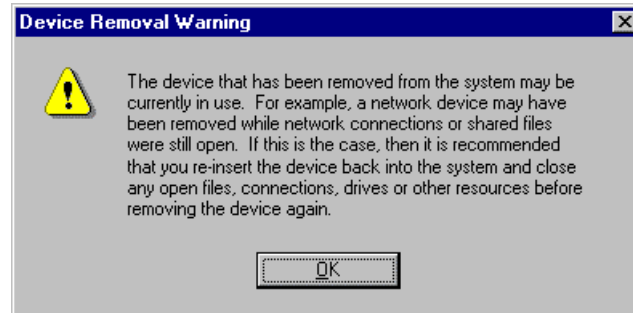 Device Removal Warning
The device that has been removed from the system may be
currently in use.  For example, a network device may have
been removed while network connections or shared files
were still open.  If this is the case, then it is recommended
that you re-insert the device back into the system and close
any open files, connections, drives or other resources before
removing the device again.
OK